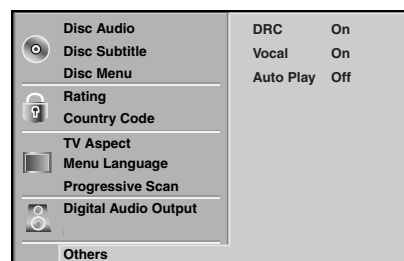 Disc Audio
Disc Subtitle
Disc Menu
Rating
Country Code
TV Aspect
Menu Language
Progressive Scan
Digital Audio Output
Others
DRC On
Vocal On
Auto Play Off